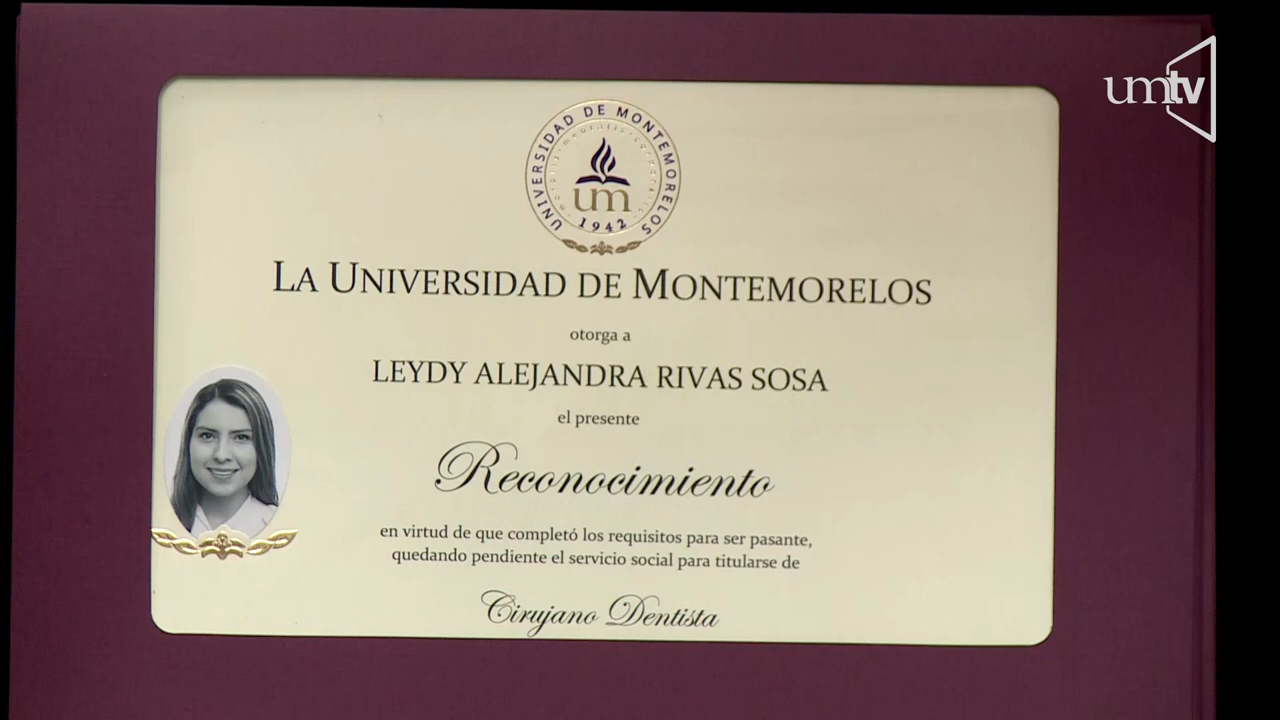 umtv
UNIVERSIDAD DE MONTEMORELOS
um
1942
LA UNIVERSIDAD DE MONTEMORELOS
otorga a
LEYDY ALEJANDRA RIVAS SOSA
el presente
Reconocimiento
en virtud de que completó los requisitos para ser pasante,
quedando pendiente el servicio social para titularse de
Cirujano Dentista